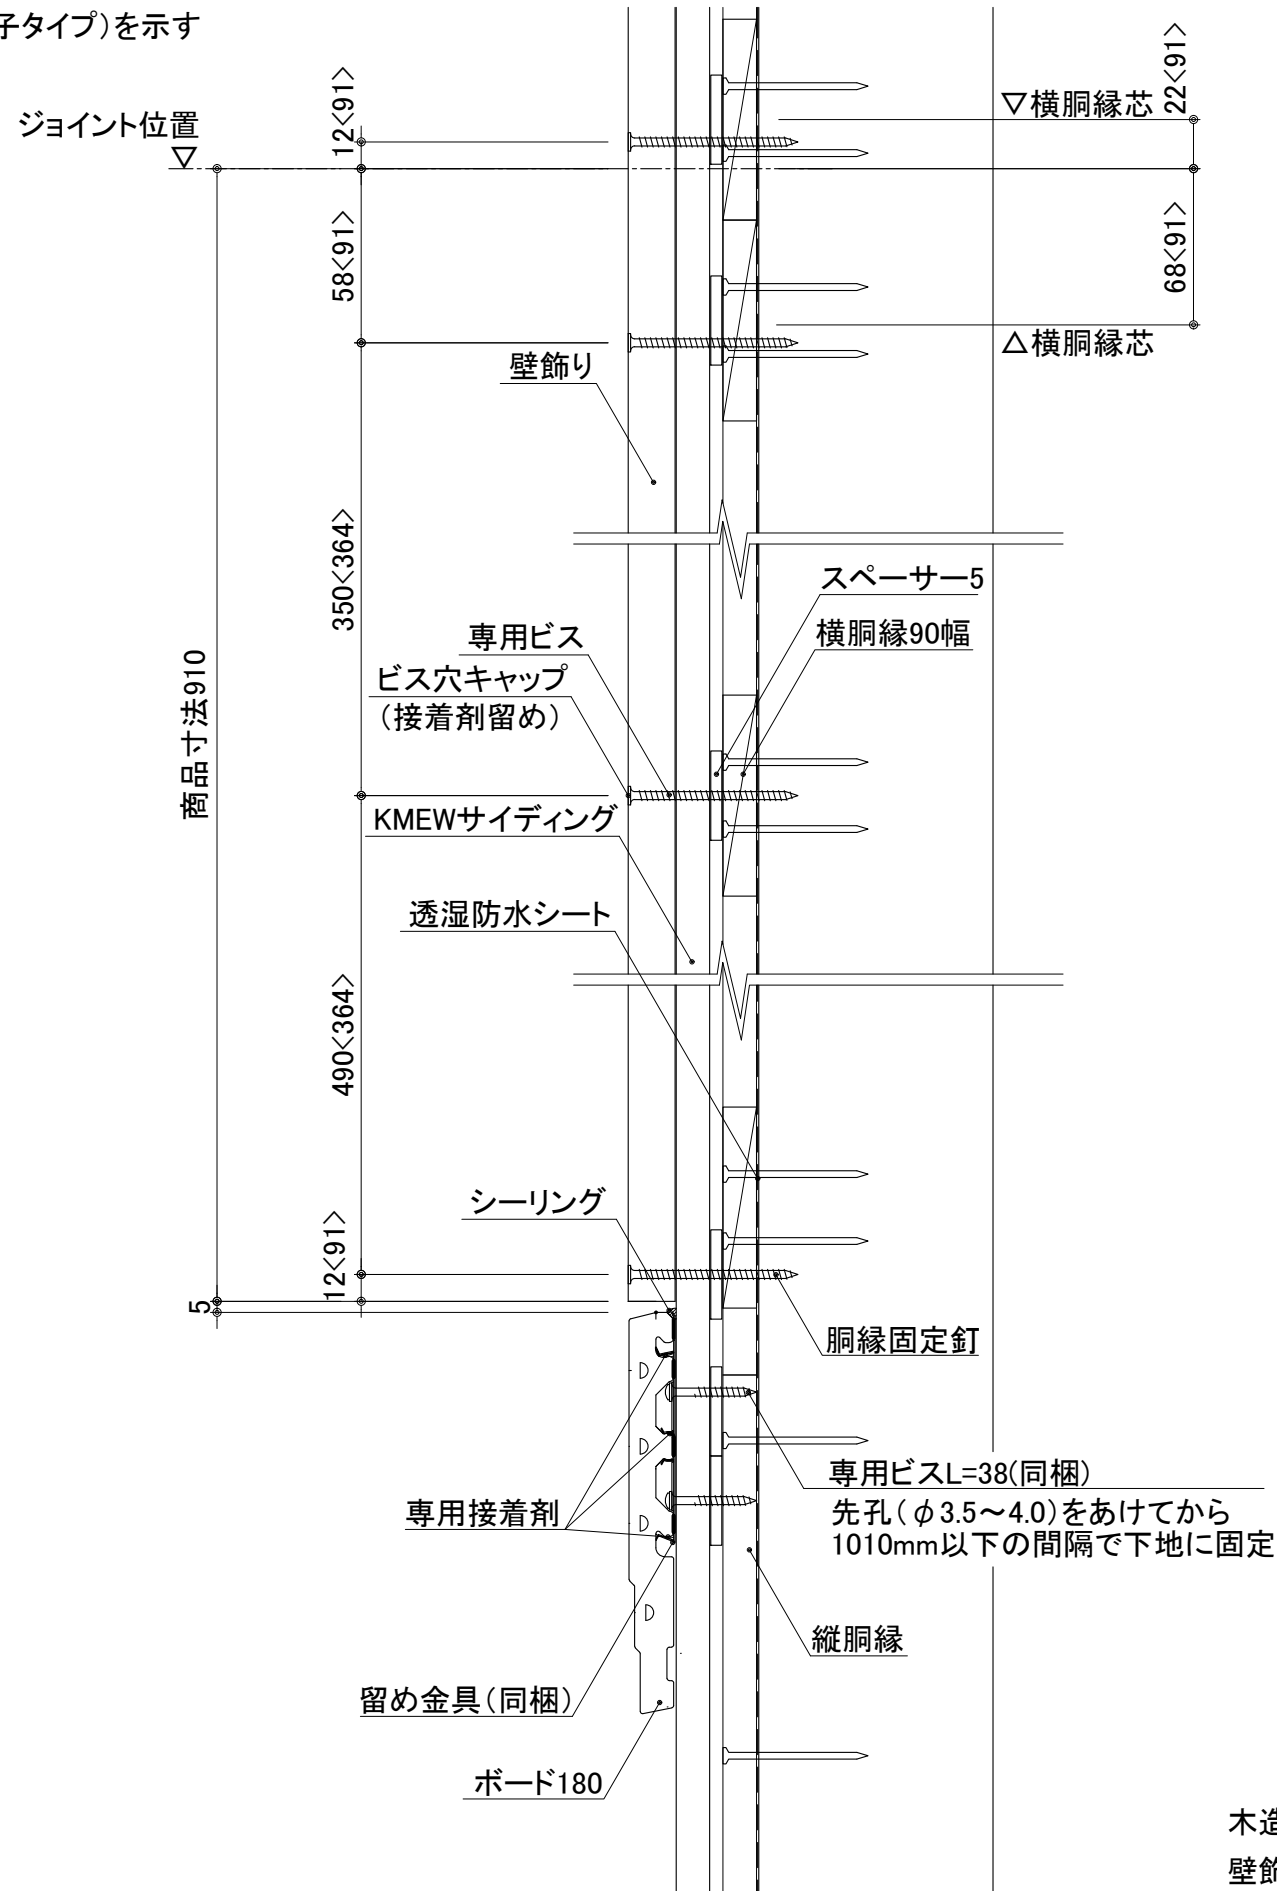 子タイプ)を示す
ジョイント位置
▽
12<91>
58<91>
350<364>
490<364>
12<91>
商品寸法910
5
▽横胴縁芯
22<91>
68<91>
△横胴縁芯
壁飾り
スペーサー5
横胴縁90幅
専用ビス
ビス穴キャップ
(接着剤留め)
KMEWサイディング
透湿防水シート
シーリング
胴縁固定釘
専用ビスL=38(同梱)
先孔(φ3.5～4.0)をあけてから
1010mm以下の間隔で下地に固定
専用接着剤
縦胴縁
留め金具(同梱)
ボード180
木造
壁飾